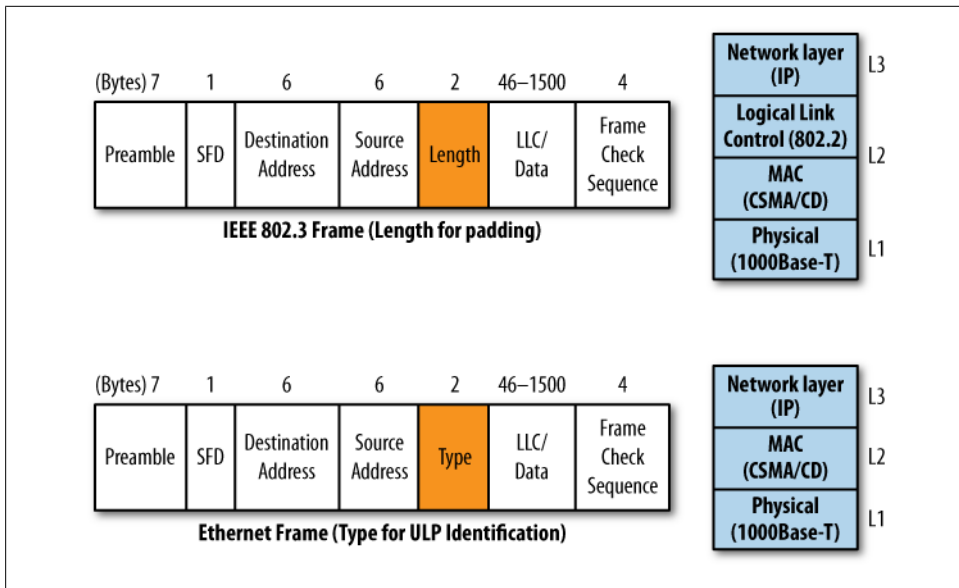 (Bytes) 7 1 6 6 2 46–1500 4
Preamble
SFD
Destination
Address
Source
Address
Length
LLC/
Data
Frame
Check
Sequence
IEEE 802.3 Frame (Length for padding)
Network layer
(IP)
L3
Logical Link
Control (802.2)
L2
MAC
(CSMA/CD)
Physical
(1000Base-T)
L1
(Bytes) 7 1 6 6 2 46–1500 4
Preamble
SFD
Destination
Address
Source
Address
Type
LLC/
Data
Frame
Check
Sequence
Ethernet Frame (Type for ULP Identification)
Network layer
(IP)
L3
MAC
(CSMA/CD)
L2
Physical
(1000Base-T)
L1